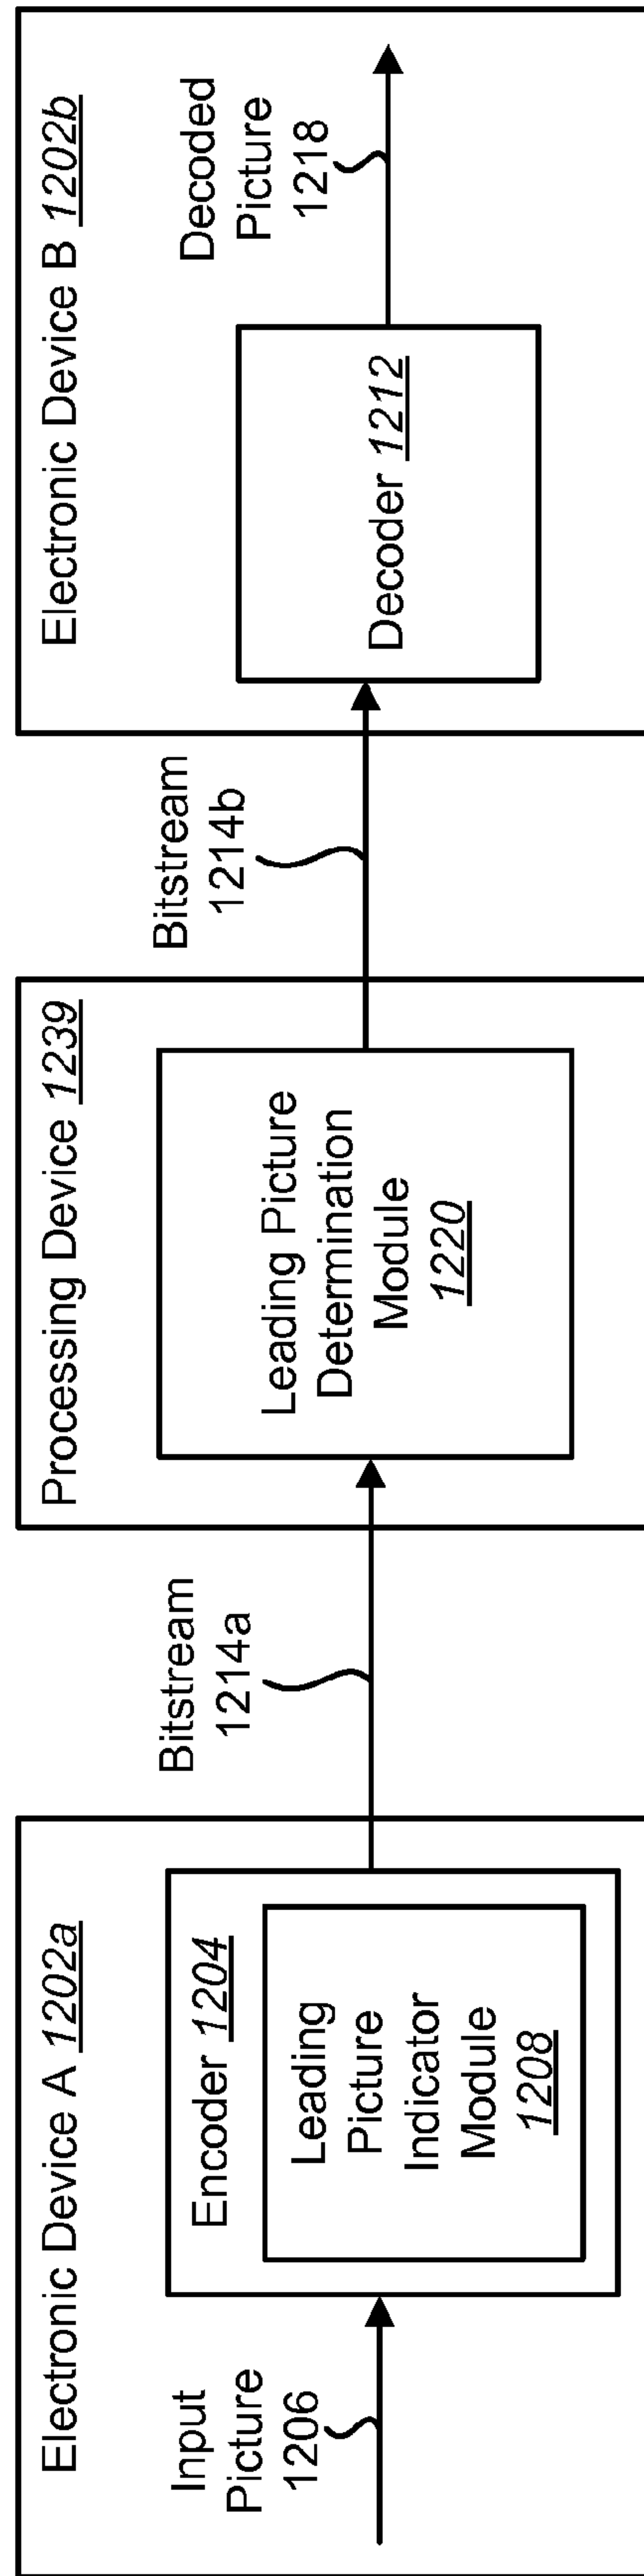 Electronic Device A 1202a
Input
Picture
1206
Encoder 1204
Leading
Picture
Indicator
Module
1208
Bitstream
1214a
Processing Device 1239
Leading Picture
Determination
Module
1220
Bitstream
1214b
Electronic Device B 1202b
Decoder 1212
Decoded
Picture
1218